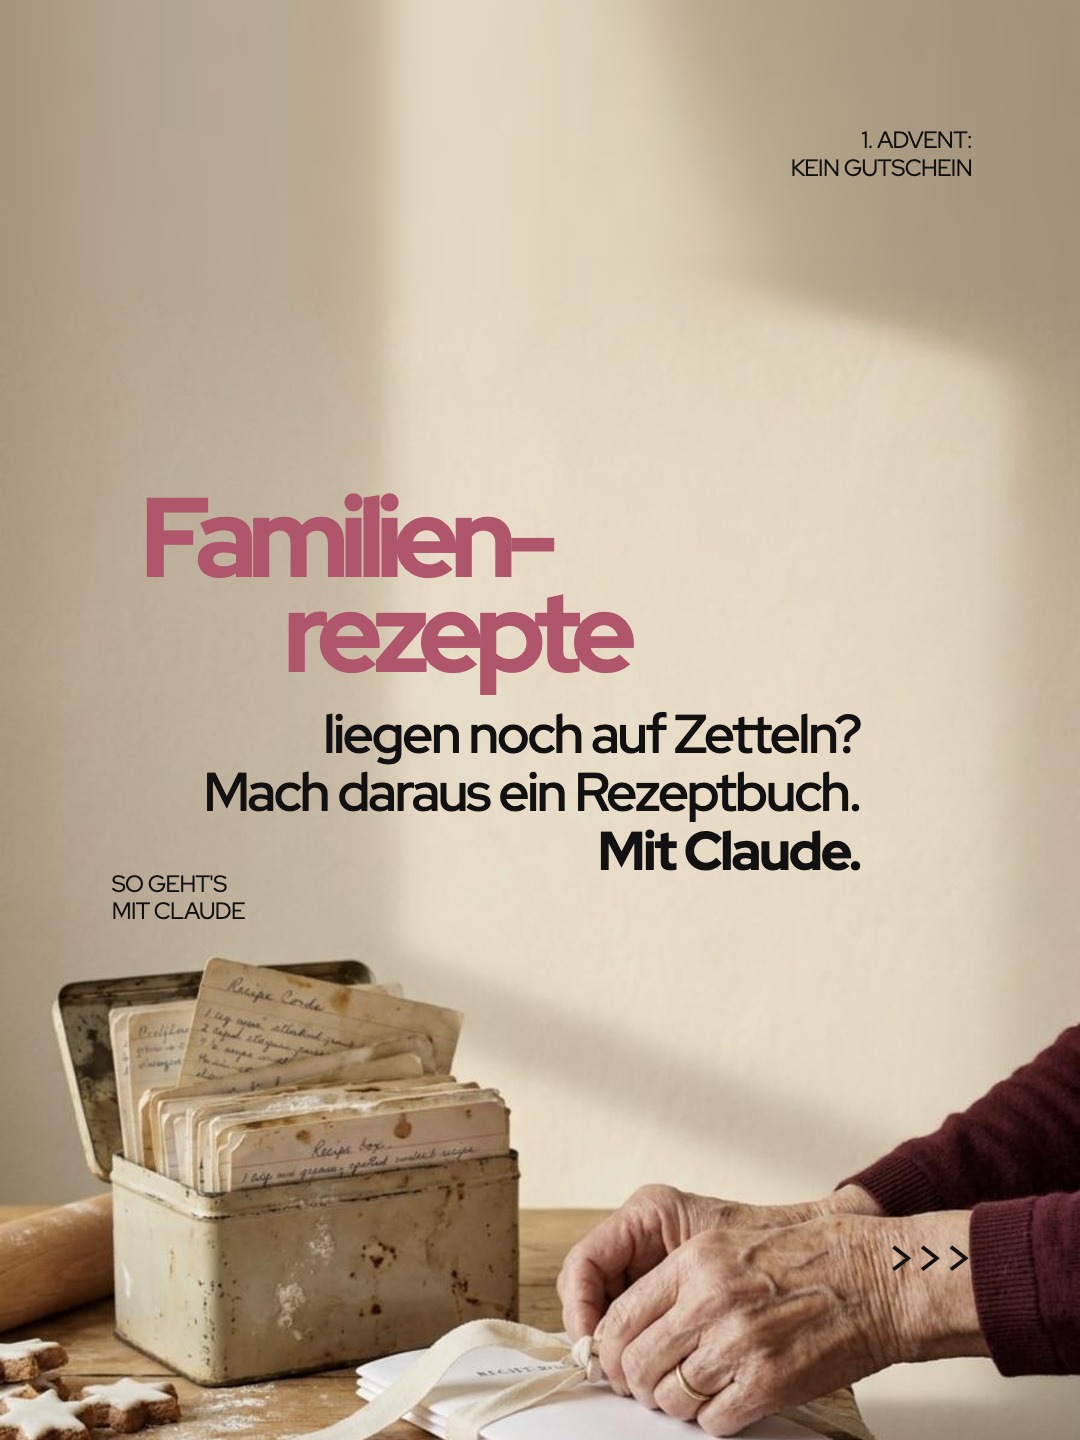 1. ADVENT:
KEIN GUTSCHEIN
Familien-
rezepte
liegen noch auf Zetteln?
Mach daraus ein Rezeptbuch.
Mit Claude.
SO GEHT'S
MIT CLAUDE
Recipe Cords
Recipe box
>>>